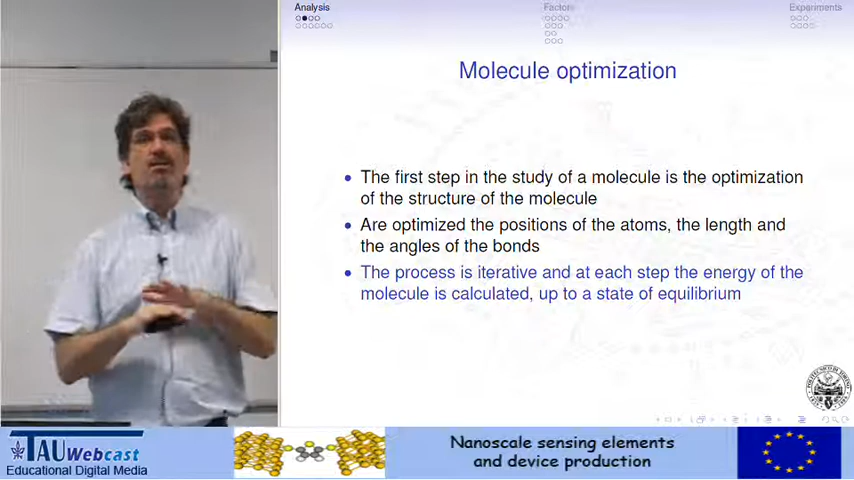 Analysis
Factors
Experiments
Molecule optimization
The first step in the study of a molecule is the optimization
of the structure of the molecule
Are optimized the positions of the atoms, the length and
the angles of the bonds
The process is iterative and at each step the energy of the
molecule is calculated, up to a state of equilibrium
TAU Webcast
Educational Digital Media
Nanoscale sensing elements
and device production